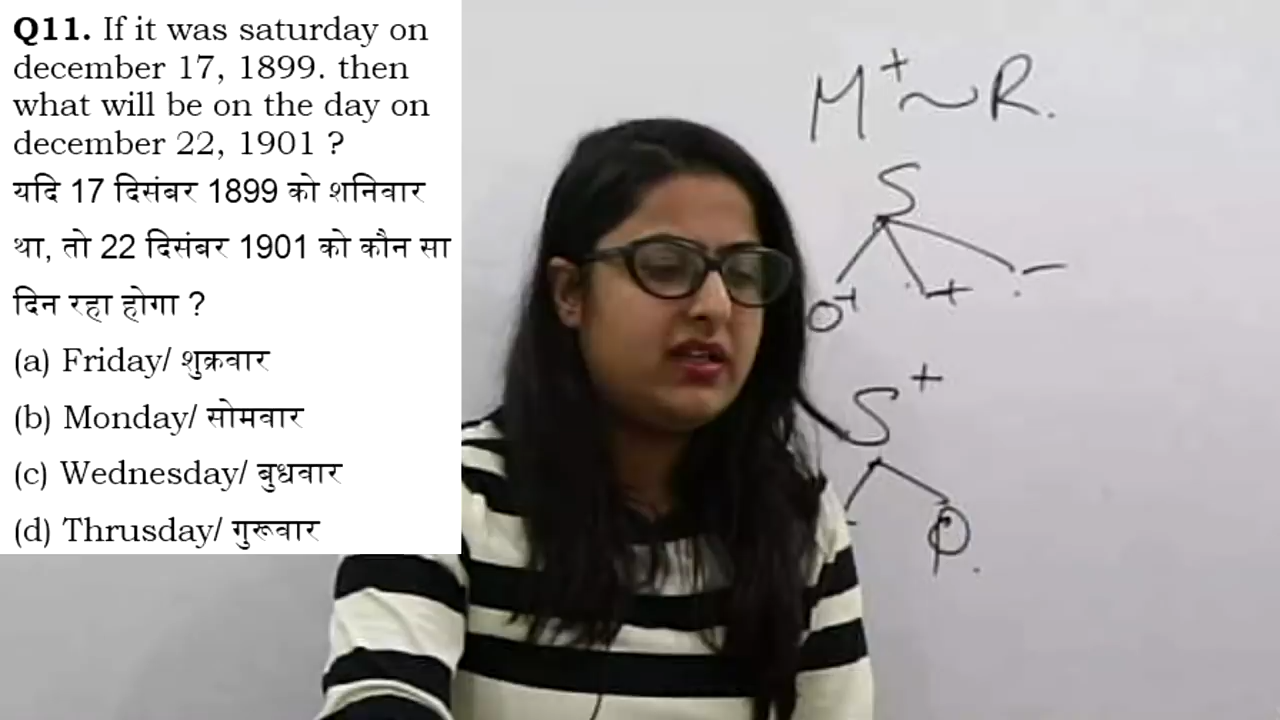 Q11. If it was saturday on
december 17, 1899. then
what will be on the day on
december 22, 1901 ?
यदि 17 दिसंबर 1899 को शनिवार
था, तो 22 दिसंबर 1901 को कौन सा
दिन रहा होगा ?
(a) Friday/ शुक्रवार
(b) Monday/ सोमवार
(c) Wednesday/ बुधवार
(d) Thrusday/ गुरूवार
M+ ~ R.
S
O+ + -
S+